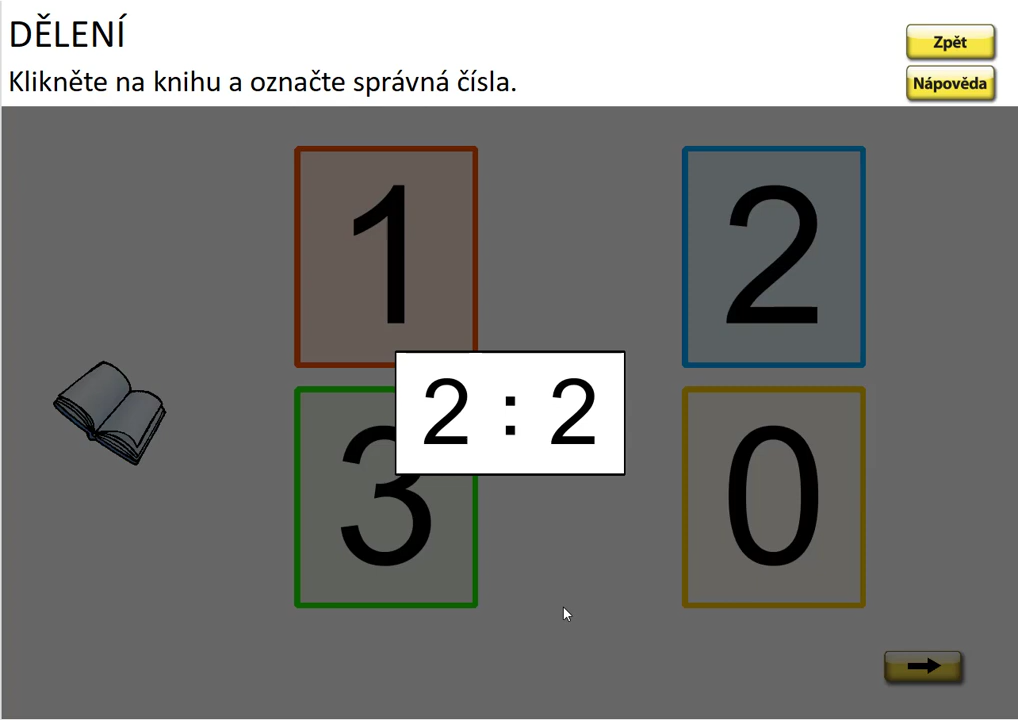 DĚLENÍ
Zpět
Klikněte na knihu a označte správná čísla.
Nápověda
1
2
2 : 2
3
0